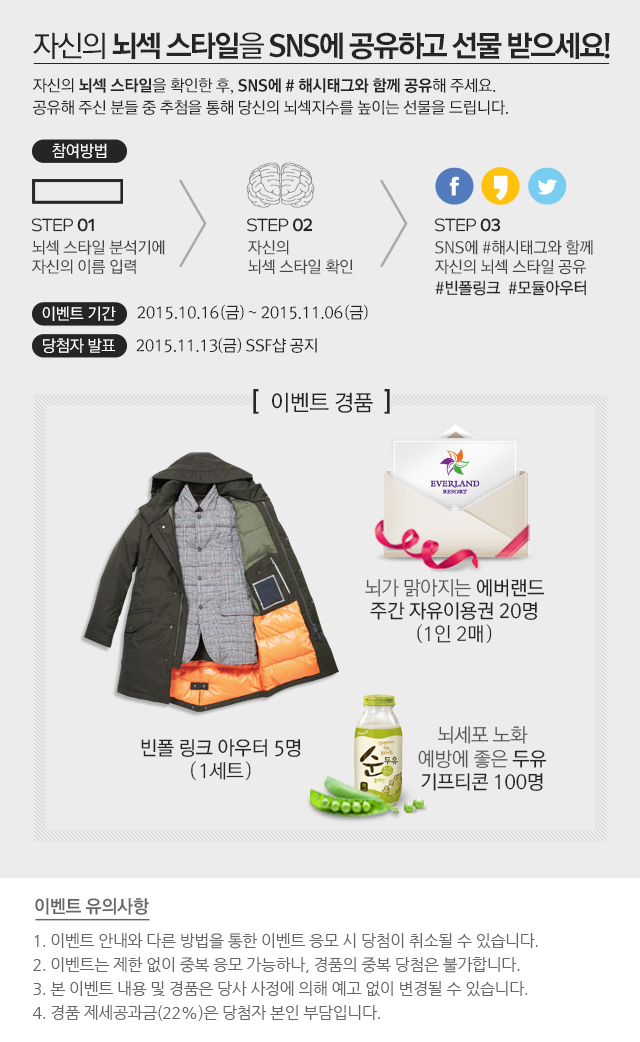 자신의 뇌섹 스타일을 SNS에 공유하고 선물 받으세요!
자신의 뇌섹 스타일을 확인한 후, SNS에 # 해시태그와 함께 공유해 주세요.
공유해 주신 분들 중 추첨을 통해 당신의 뇌섹지수를 높이는 선물을 드립니다.
참여방법
STEP 01
뇌섹 스타일 분석기에
자신의 이름 입력
STEP 02
자신의
뇌섹 스타일 확인
STEP 03
SNS에 #해시태그와 함께
자신의 뇌섹 스타일 공유
#빈폴링크 #모듈아우터
이벤트 기간 2015.10.16(금) ~ 2015.11.06(금)
당첨자 발표 2015.11.13(금) SSF샵 공지
[ 이벤트 경품 ]
EVERLAND
RESORT
뇌가 맑아지는 에버랜드
주간 자유이용권 20명
(1인 2매)
빈폴 링크 아우터 5명
(1세트)
순두유
뇌세포 노화
예방에 좋은 두유
기프티콘 100명
이벤트 유의사항
1. 이벤트 안내와 다른 방법을 통한 이벤트 응모 시 당첨이 취소될 수 있습니다.
2. 이벤트는 제한 없이 중복 응모 가능하나, 경품의 중복 당첨은 불가합니다.
3. 본 이벤트 내용 및 경품은 당사 사정에 의해 예고 없이 변경될 수 있습니다.
4. 경품 제세공과금(22%)은 당첨자 본인 부담입니다.